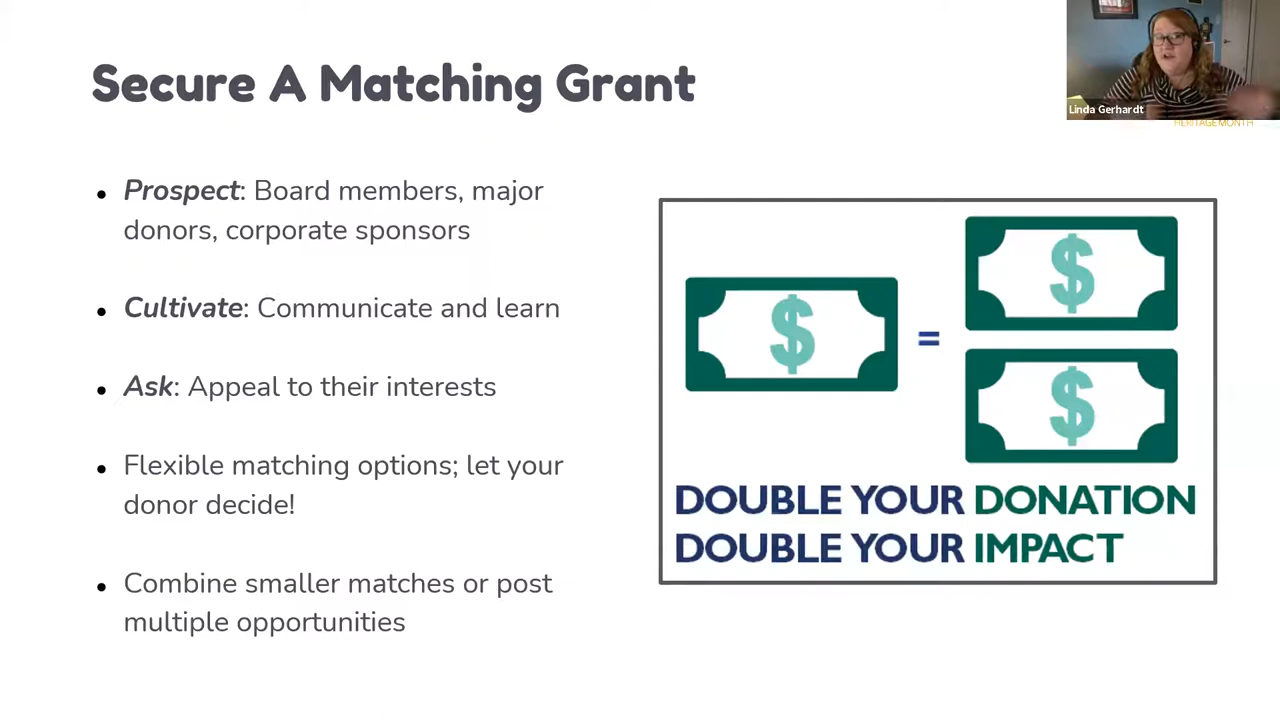 Secure A Matching Grant
Linda Gerhardt
HERITAGE MONTH
Prospect: Board members, major
donors, corporate sponsors
Cultivate: Communicate and learn
Ask: Appeal to their interests
Flexible matching options; let your
donor decide!
Combine smaller matches or post
multiple opportunities
$
=
$
$
DOUBLE YOUR DONATION
DOUBLE YOUR IMPACT